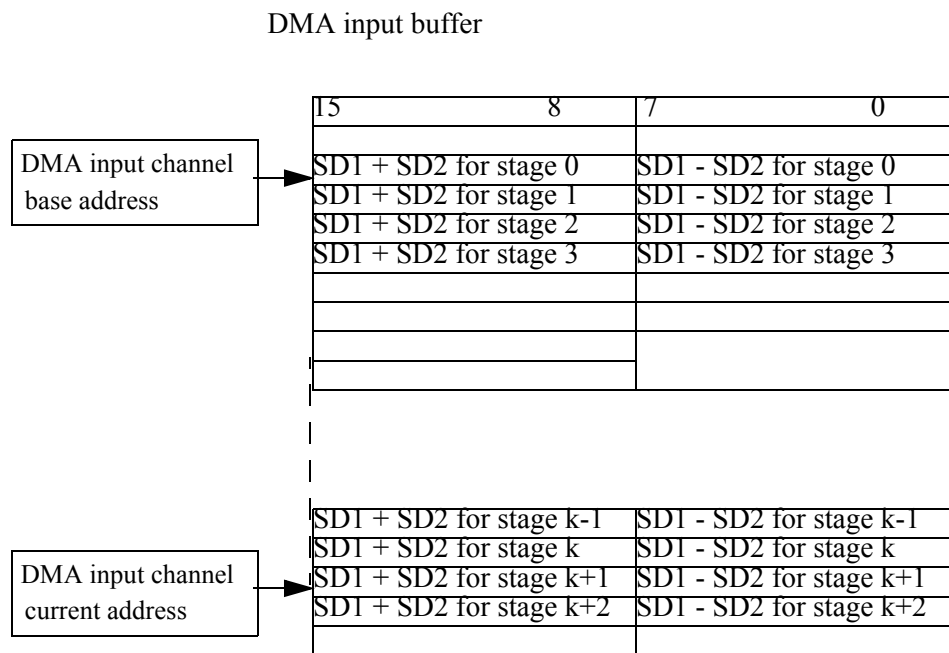 DMA input buffer
15 8 7 0
DMA input channel
base address
SD1 + SD2 for stage 0 SD1 - SD2 for stage 0
SD1 + SD2 for stage 1 SD1 - SD2 for stage 1
SD1 + SD2 for stage 2 SD1 - SD2 for stage 2
SD1 + SD2 for stage 3 SD1 - SD2 for stage 3
SD1 + SD2 for stage k-1 SD1 - SD2 for stage k-1
SD1 + SD2 for stage k SD1 - SD2 for stage k
DMA input channel
current address
SD1 + SD2 for stage k+1 SD1 - SD2 for stage k+1
SD1 + SD2 for stage k+2 SD1 - SD2 for stage k+2